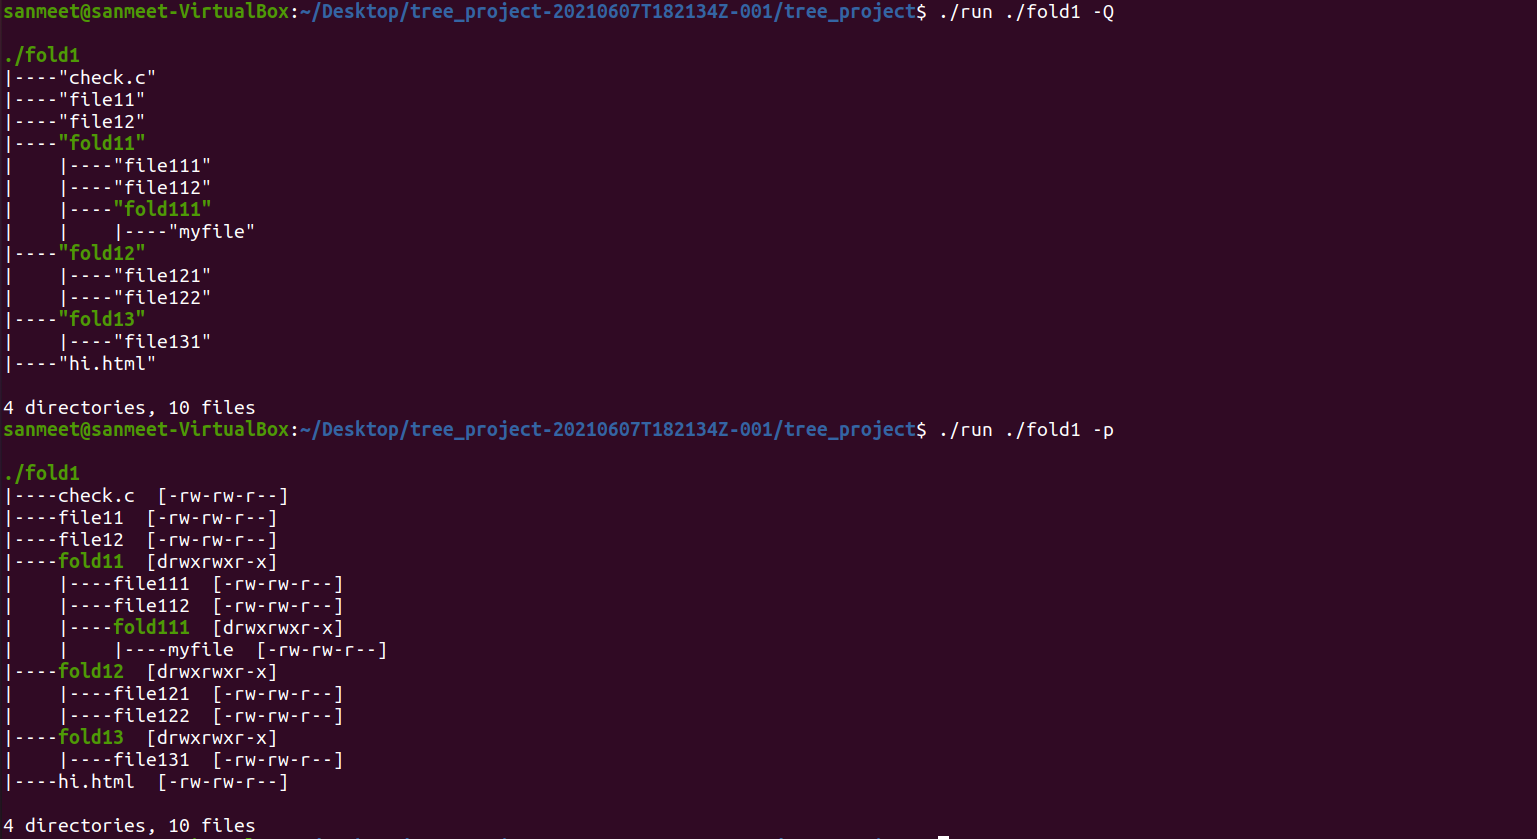 sanmeet@sanmeet-VirtualBox:~/Desktop/tree_project-20210607T182134Z-001/tree_project$ ./run ./fold1 -Q

./fold1
|----"check.c"
|----"file11"
|----"file12"
|----"fold11"
|    |----"file111"
|    |----"file112"
|    |----"fold111"
|    |    |----"myfile"
|----"fold12"
|    |----"file121"
|    |----"file122"
|----"fold13"
|    |----"file131"
|----"hi.html"

4 directories, 10 files
sanmeet@sanmeet-VirtualBox:~/Desktop/tree_project-20210607T182134Z-001/tree_project$ ./run ./fold1 -p

./fold1
|----check.c  [-rw-rw-r--]
|----file11  [-rw-rw-r--]
|----file12  [-rw-rw-r--]
|----fold11  [drwxrwxr-x]
|    |----file111  [-rw-rw-r--]
|    |----file112  [-rw-rw-r--]
|    |----fold111  [drwxrwxr-x]
|    |    |----myfile  [-rw-rw-r--]
|----fold12  [drwxrwxr-x]
|    |----file121  [-rw-rw-r--]
|    |----file122  [-rw-rw-r--]
|----fold13  [drwxrwxr-x]
|    |----file131  [-rw-rw-r--]
|----hi.html  [-rw-rw-r--]

4 directories, 10 files